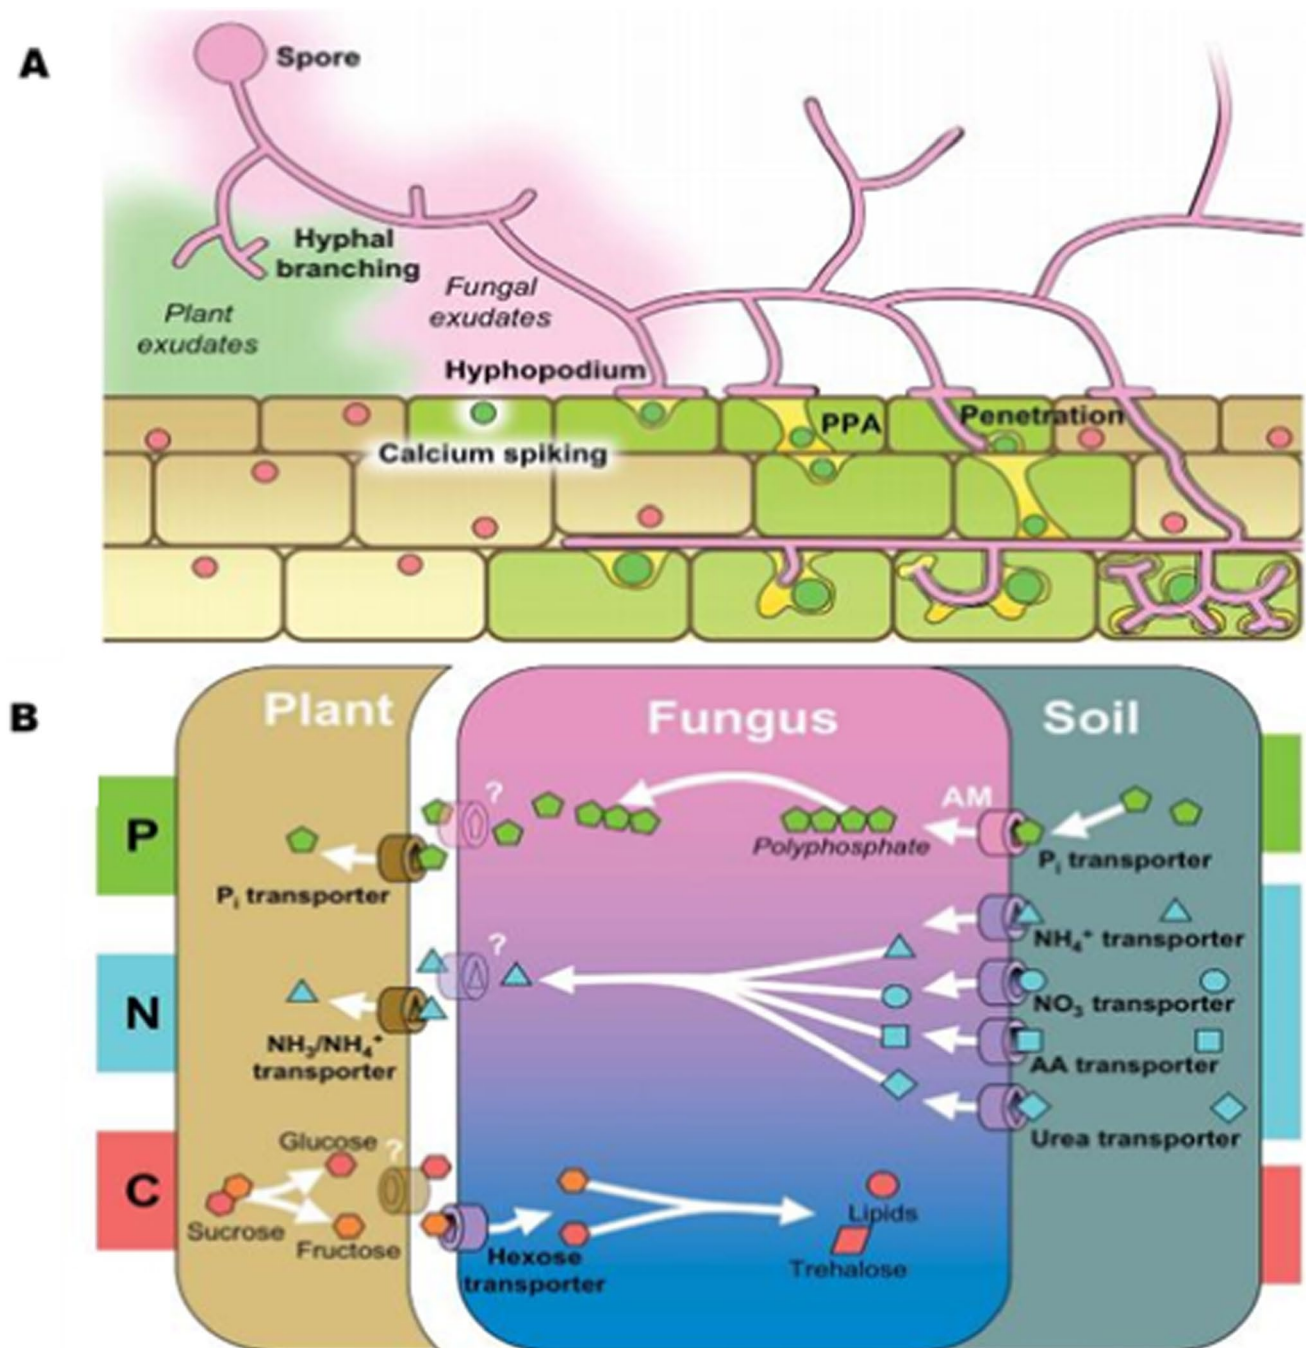 A
Spore
Hyphal
branching
Plant
exudates
Fungal
exudates
Hyphopodium
PPA
Penetration
Calcium spiking
B
Plant
Fungus
Soil
P
?
AM
Polyphosphate
Pi transporter
Pi transporter
N
?
NH4+ transporter
NO3 transporter
NH3/NH4+
transporter
AA transporter
Urea transporter
C
Glucose
?
Sucrose
Fructose
Hexose
transporter
Lipids
Trehalose